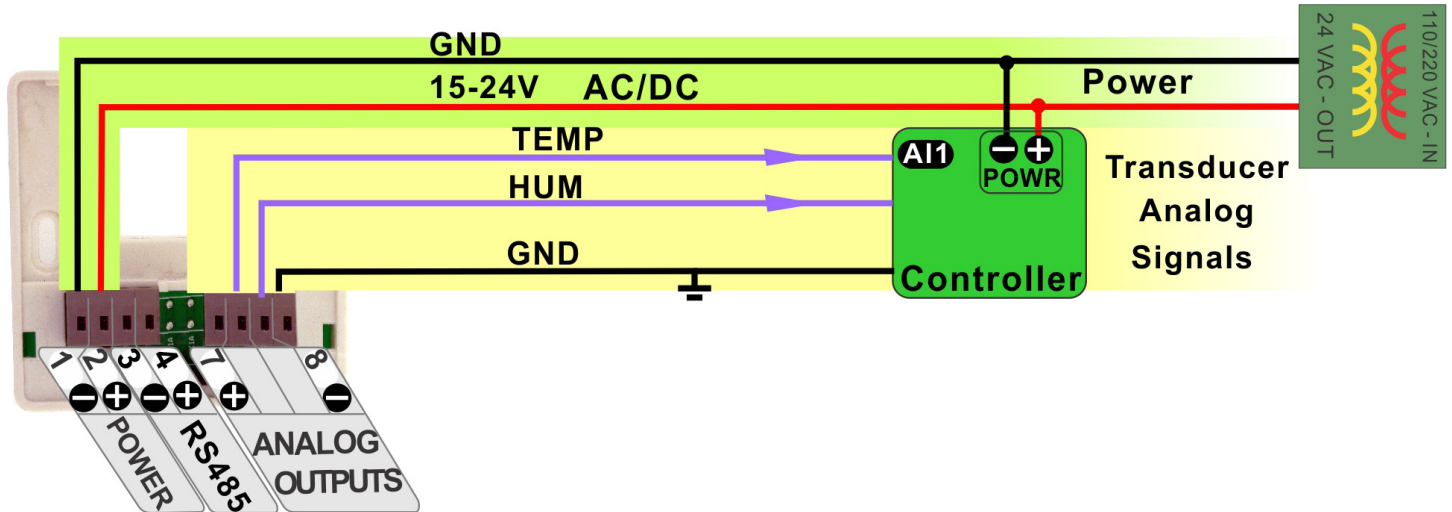 GND
15-24V AC/DC
Power
110/220 VAC - IN
24 VAC - OUT
TEMP
HUM
GND
AI1
POWR
Controller
Transducer
Analog
Signals
1 2 3 4 7 8
POWER
RS485
ANALOG
OUTPUTS